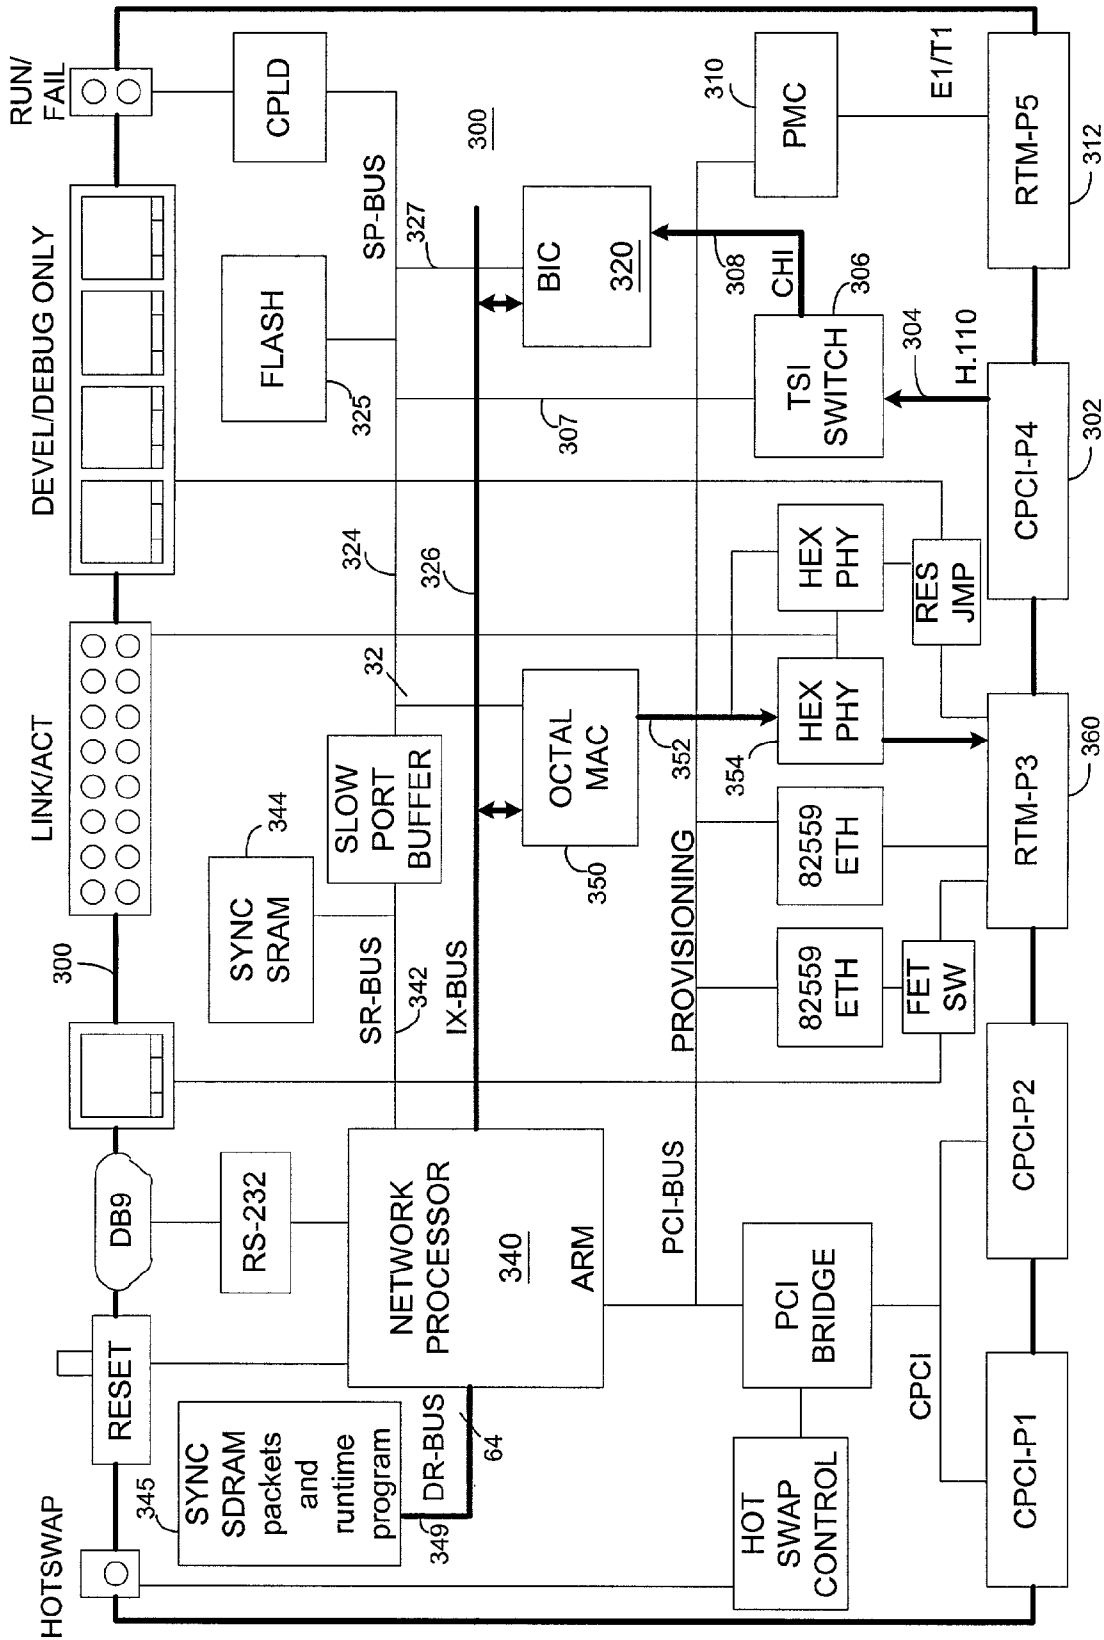 HOTSWAP
LINK/ACT
DEVEL/DEBUG ONLY
RUN/
FAIL
RESET
DB9
300
345
SYNC
SDRAM
packets
and
runtime
program
RS-232
344
SYNC
SRAM
FLASH
325
CPLD
349
DR-BUS
64
NETWORK
PROCESSOR
340
ARM
SR-BUS
342
SLOW
PORT
BUFFER
32
324
SP-BUS
327
IX-BUS
326
300
350
OCTAL
MAC
352
307
BIC
320
308
CHI
PCI-BUS
PROVISIONING
310
PMC
HOT
SWAP
CONTROL
PCI
BRIDGE
82559
ETH
82559
ETH
354
HEX
PHY
HEX
PHY
TSI
SWITCH
306
CPCI
FET
SW
RES
JMP
304
H.110
E1/T1
CPCI-P1
CPCI-P2
RTM-P3
360
CPCI-P4
302
RTM-P5
312